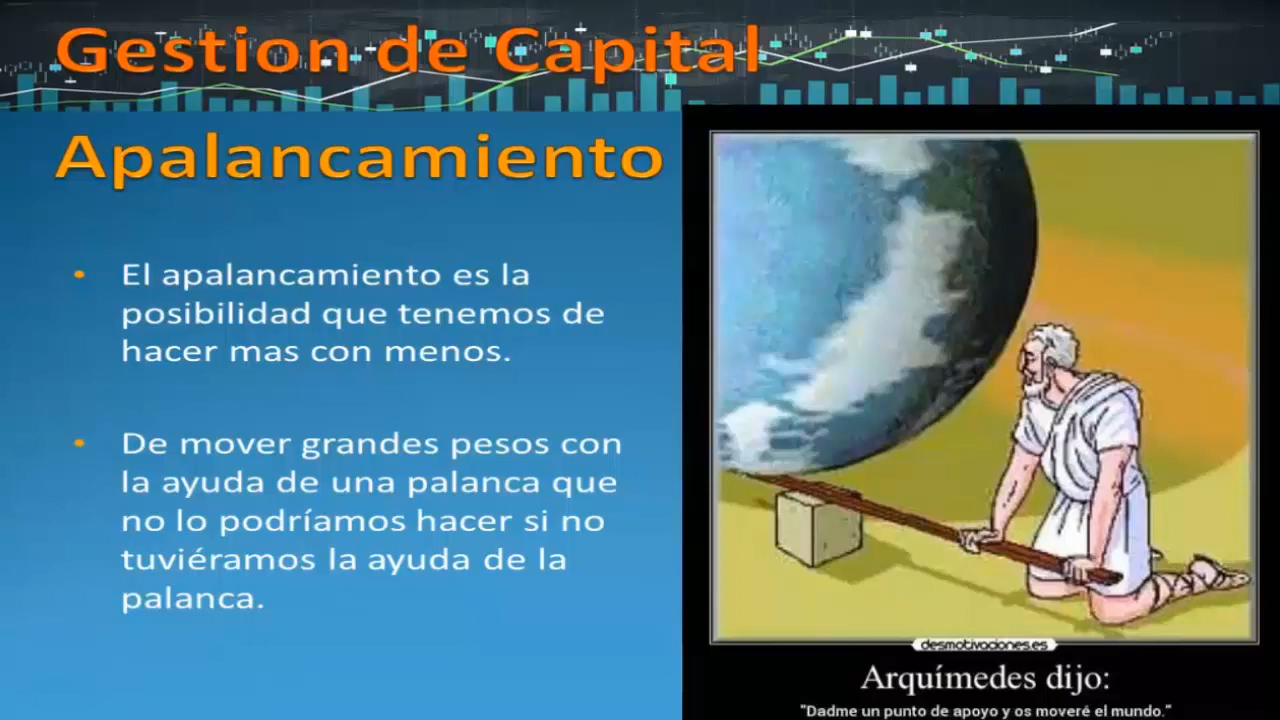 Gestion de Capital
Apalancamiento
• El apalancamiento es la
posibilidad que tenemos de
hacer mas con menos.
• De mover grandes pesos con
la ayuda de una palanca que
no lo podríamos hacer si no
tuviéramos la ayuda de la
palanca.
desmotivaciones.es
Arquímedes dijo:
"Dadme un punto de apoyo y os moveré el mundo."